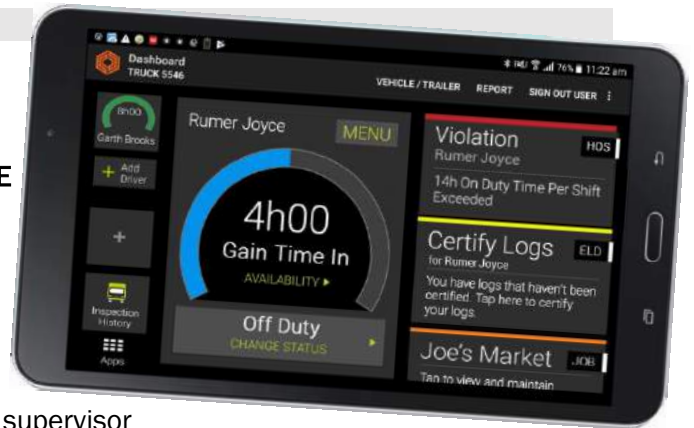 76% 11:22 am
Dashboard
TRUCK 5546
VEHICLE / TRAILER REPORT SIGN OUT USER
8h00
Garth Brooks
+ Add
Driver
+
Inspection
History
Apps
Rumer Joyce MENU
4h00
Gain Time In
AVAILABILITY
Off Duty
CHANGE STATUS
Violation HOS
Rumer Joyce
14h On Duty Time Per Shift
Exceeded
Certify Logs ELD
for Rumer Joyce
You have logs that haven't been
certified. Tap here to certify
your logs.
Joe's Market JOB
Tap to view and maintain
E
supervisor